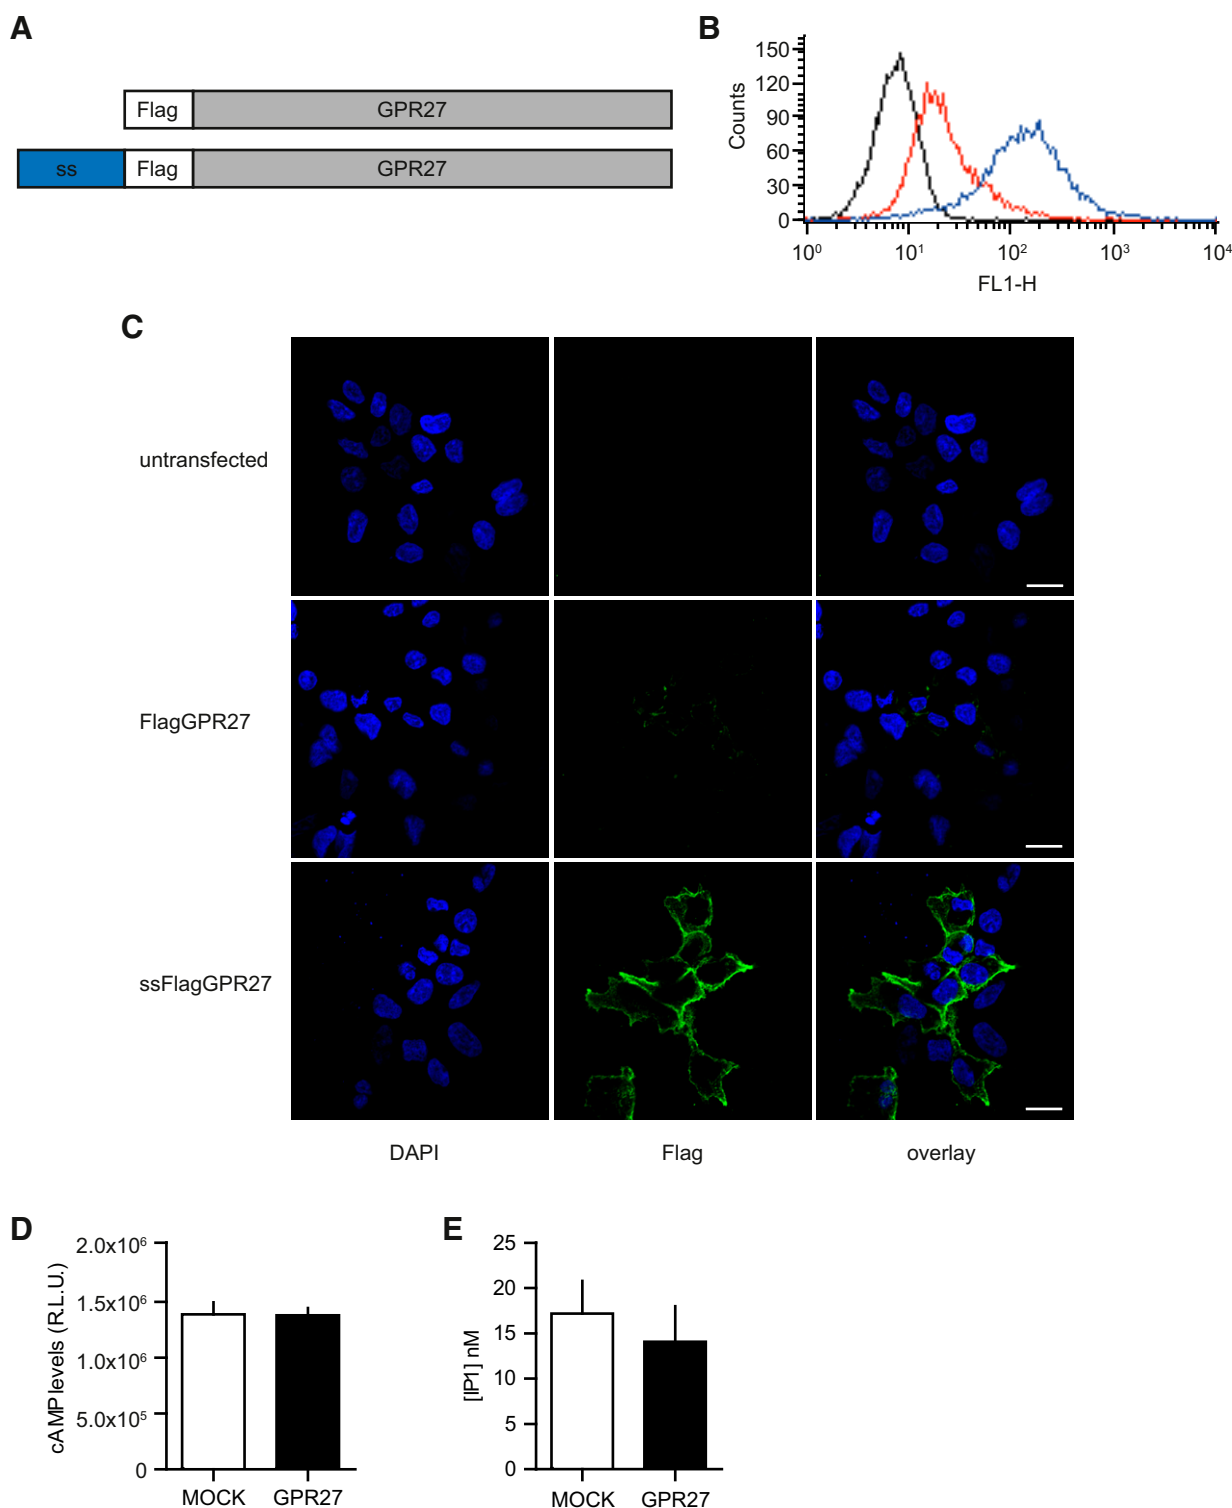 A
Flag GPR27
ss Flag GPR27
B
Counts
150
120
90
60
30
0
10⁰ 10¹ 10² 10³ 10⁴
FL1-H
C
untransfected
FlagGPR27
ssFlagGPR27
DAPI Flag overlay
D
cAMP levels (R.L.U.)
2.0x10⁶
1.5x10⁶
1.0x10⁶
5.0x10⁵
0
MOCK GPR27
E
[IP1] nM
25
20
15
10
5
0
MOCK GPR27